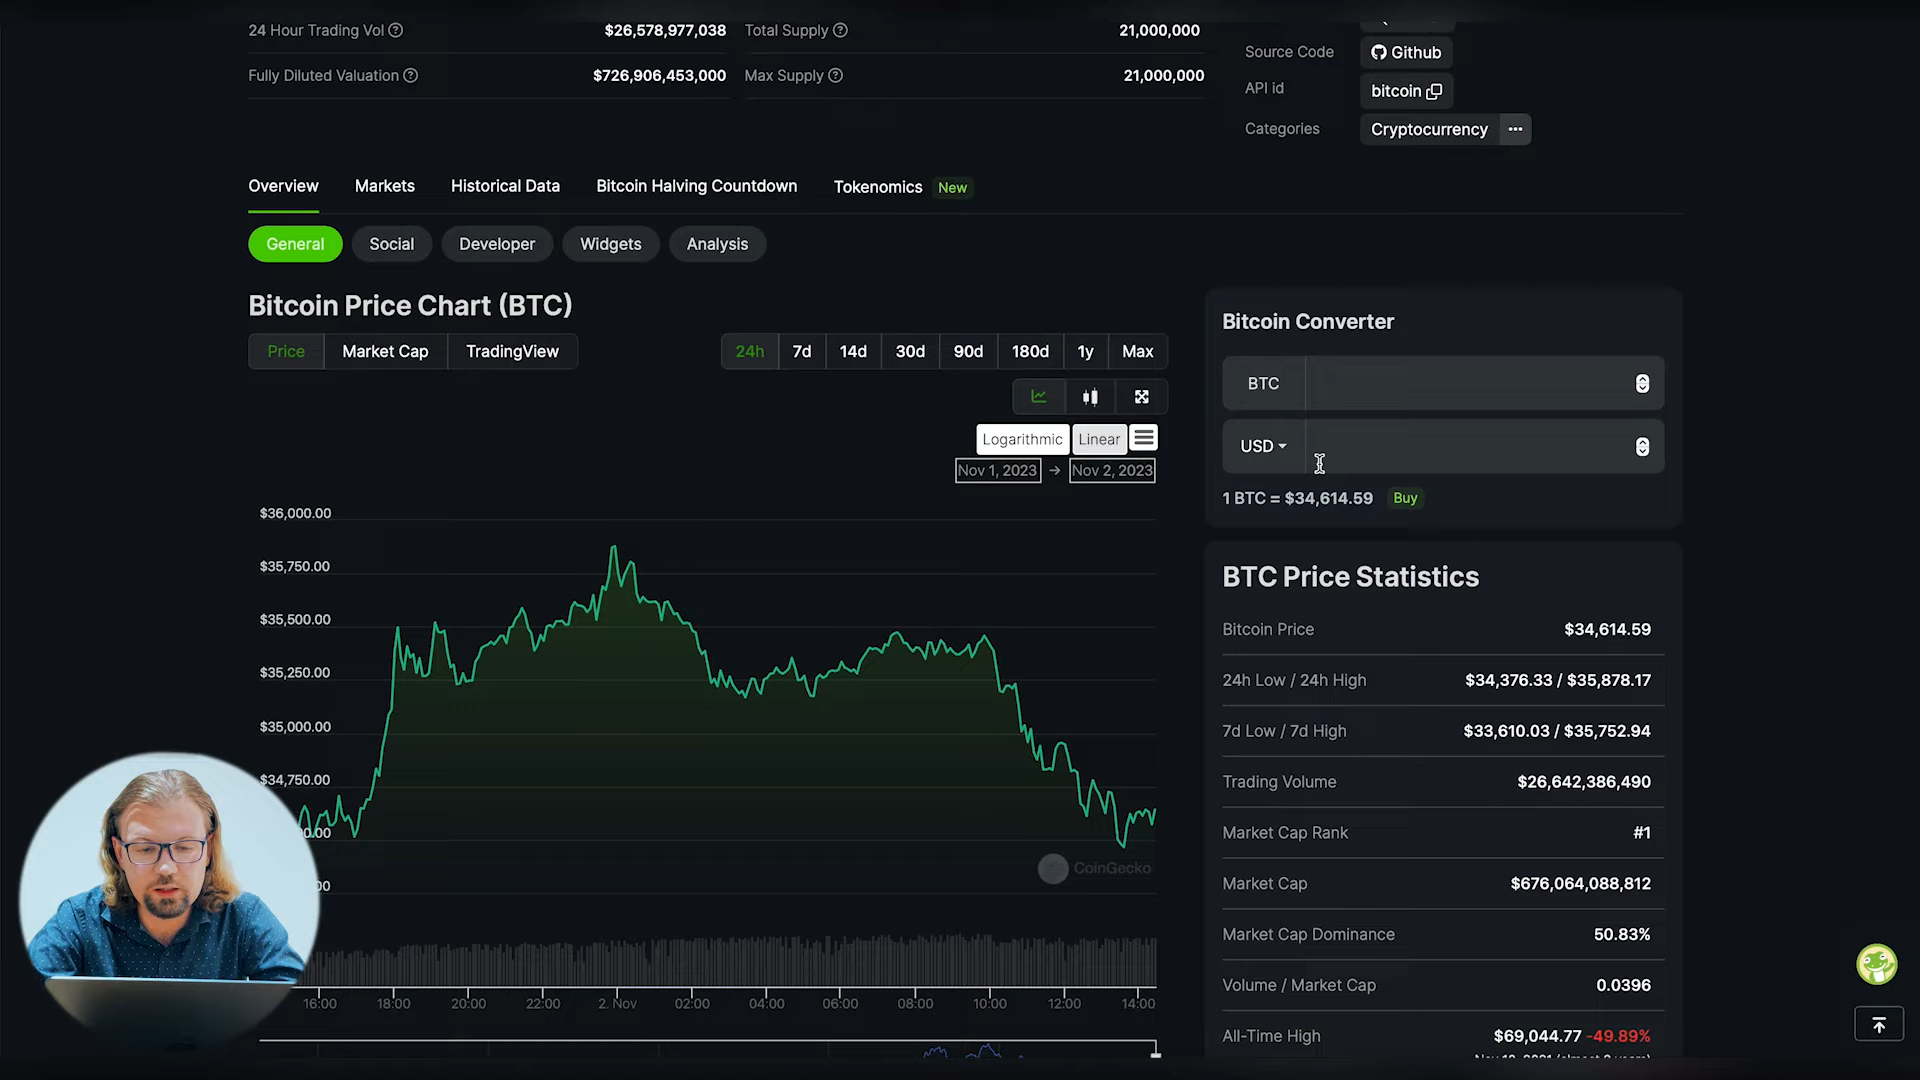 24 Hour Trading Vol $26,578,977,038 Total Supply 21,000,000
Fully Diluted Valuation $726,906,453,000 Max Supply 21,000,000
Source Code Github
API id bitcoin
Categories Cryptocurrency ...
Overview Markets Historical Data Bitcoin Halving Countdown Tokenomics New
General Social Developer Widgets Analysis
Bitcoin Price Chart (BTC)
Price Market Cap TradingView 24h 7d 14d 30d 90d 180d 1y Max
Logarithmic Linear
Nov 1, 2023 → Nov 2, 2023
$36,000.00
$35,750.00
$35,500.00
$35,250.00
$35,000.00
$34,750.00
CoinGecko
16:00 18:00 20:00 22:00 2. Nov 02:00 04:00 06:00 08:00 10:00 12:00 14:00
Bitcoin Converter
BTC
USD
1 BTC = $34,614.59 Buy
BTC Price Statistics
Bitcoin Price $34,614.59
24h Low / 24h High $34,376.33 / $35,878.17
7d Low / 7d High $33,610.03 / $35,752.94
Trading Volume $26,642,386,490
Market Cap Rank #1
Market Cap $676,064,088,812
Market Cap Dominance 50.83%
Volume / Market Cap 0.0396
All-Time High $69,044.77 -49.89%